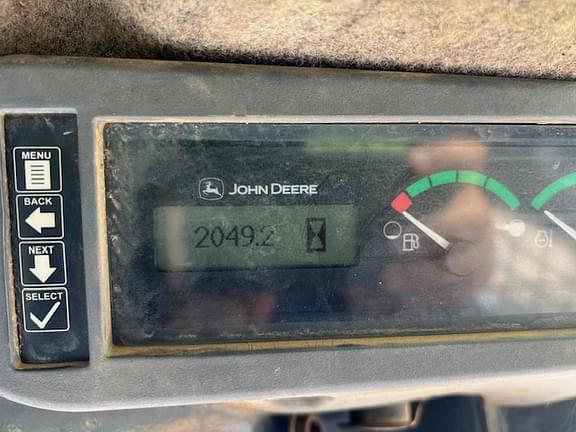 MENU
BACK
NEXT
SELECT
JOHN DEERE
2049.2